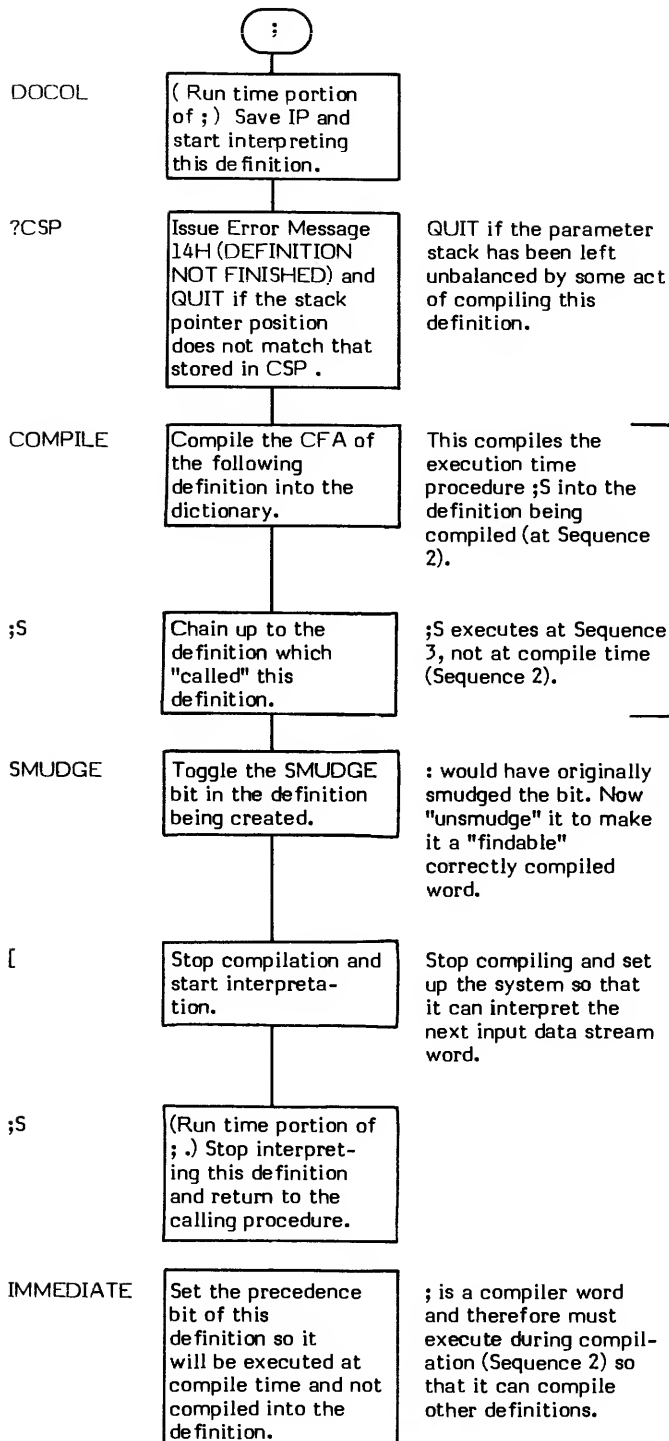 ;
DOCOL
( Run time portion
of ; ) Save IP and
start interpreting
this definition.
?CSP
Issue Error Message
14H (DEFINITION
NOT FINISHED) and
QUIT if the stack
pointer position
does not match that
stored in CSP .
QUIT if the parameter
stack has been left
unbalanced by some act
of compiling this
definition.
COMPILE
Compile the CFA of
the following
definition into the
dictionary.
This compiles the
execution time
procedure ;S into the
definition being
compiled (at Sequence
2).
;S
Chain up to the
definition which
"called" this
definition.
;S executes at Sequence
3, not at compile time
(Sequence 2).
SMUDGE
Toggle the SMUDGE
bit in the definition
being created.
: would have originally
smudged the bit. Now
"unsmudge" it to make
it a "findable"
correctly compiled
word.
[
Stop compilation and
start interpreta-
tion.
Stop compiling and set
up the system so that
it can interpret the
next input data stream
word.
;S
(Run time portion of
; .) Stop interpret-
ing this definition
and return to the
calling procedure.
IMMEDIATE
Set the precedence
bit of this
definition so it
will be executed at
compile time and not
compiled into the
definition.
; is a compiler word
and therefore must
execute during compil-
ation (Sequence 2) so
that it can compile
other definitions.